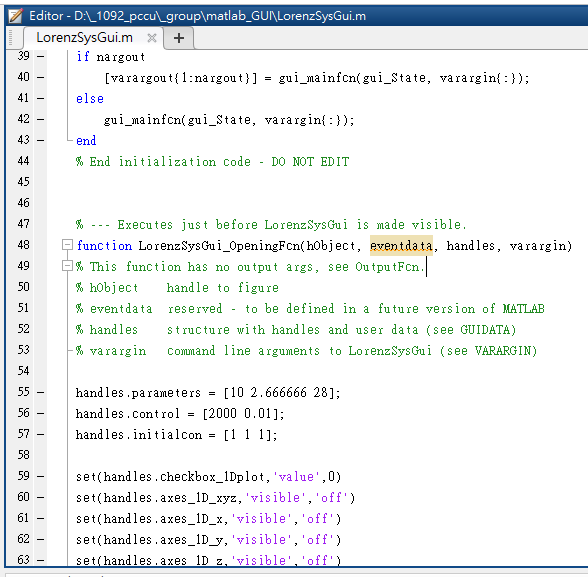 Editor - D:\_1092_pccu\_group\matlab_GUI\LorenzSysGui.m
LorenzSysGui.m × +
39 – if nargout
40 – [varargout{1:nargout}] = gui_mainfcn(gui_State, varargin{:});
41 – else
42 – gui_mainfcn(gui_State, varargin{:});
43 – end
44 % End initialization code - DO NOT EDIT
45
46
47 % --- Executes just before LorenzSysGui is made visible.
48 function LorenzSysGui_OpeningFcn(hObject, eventdata, handles, varargin)
49 % This function has no output args, see OutputFcn.
50 % hObject handle to figure
51 % eventdata reserved - to be defined in a future version of MATLAB
52 % handles structure with handles and user data (see GUIDATA)
53 % varargin command line arguments to LorenzSysGui (see VARARGIN)
54
55 – handles.parameters = [10 2.666666 28];
56 – handles.control = [2000 0.01];
57 – handles.initialcon = [1 1 1];
58
59 – set(handles.checkbox_1Dplot,'value',0)
60 – set(handles.axes_1D_xyz,'visible','off')
61 – set(handles.axes_1D_x,'visible','off')
62 – set(handles.axes_1D_y,'visible','off')
63 – set(handles.axes_1D_z,'visible','off')